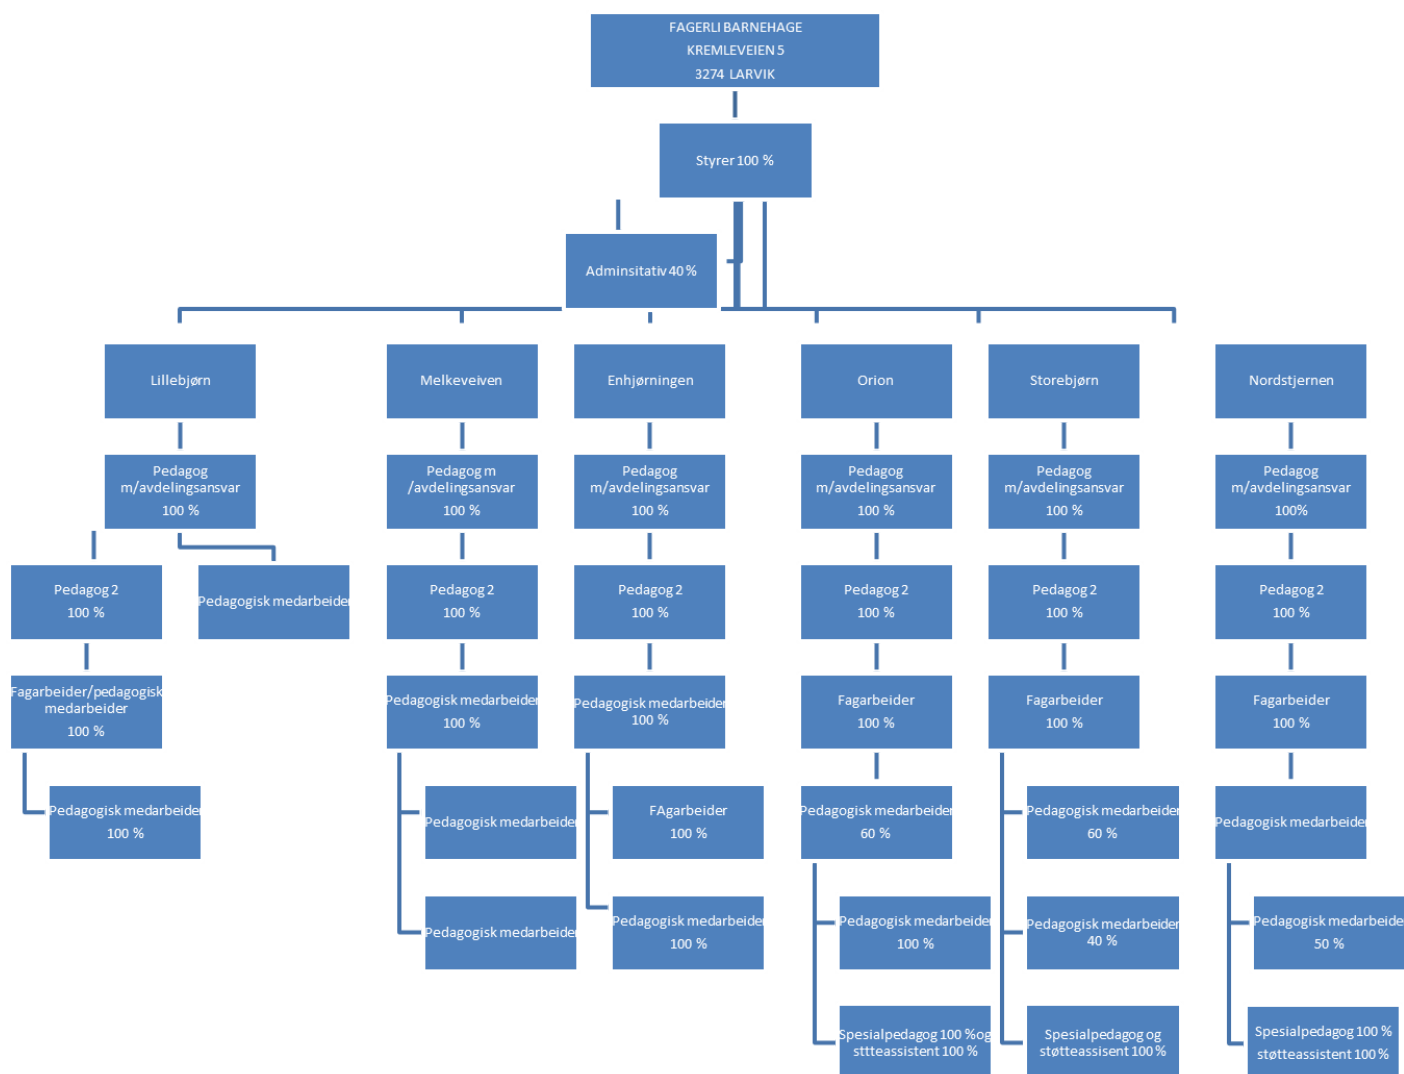 FAGERLI BARNEHAGE
KREMLEVEIEN 5
3274 LARVIK
Styrer 100 %
Adminsitativ 40 %
Lillebjørn
Melkeveiven
Enhjørningen
Orion
Storebjørn
Nordstjernen
Pedagog
m/avdelingsansvar
100 %
Pedagog m
/avdelingsansvar
100 %
Pedagog
m/avdelingsansvar
100 %
Pedagog
m/avdelingsansvar
100 %
Pedagog
m/avdelingsansvar
100 %
Pedagog
m/avdelingsansvar
100%
Pedagog 2
100 %
Pedagogisk medarbeider
Pedagog 2
100 %
Pedagog 2
100 %
Pedagog 2
100 %
Pedagog 2
100 %
Pedagog 2
100 %
Fagarbeider/pedagogisk
medarbeider
100 %
Pedagogisk medarbeider
100 %
Pedagogisk medarbeider
100 %
Fagarbeider
100 %
Fagarbeider
100 %
Fagarbeider
100 %
Pedagogisk medarbeider
100 %
Pedagogisk medarbeider
FAgarbeider
100 %
Pedagogisk medarbeider
60 %
Pedagogisk medarbeider
60 %
Pedagogisk medarbeider
Pedagogisk medarbeider
Pedagogisk medarbeider
100 %
Pedagogisk medarbeider
100 %
Pedagogisk medarbeider
40 %
Pedagogisk medarbeide
50 %
Spesialpedagog 100 %og
sttteassistent 100 %
Spesialpedagog og
støtteassisent 100 %
Spesialpedagog 100 %
støtteassistent 100 %